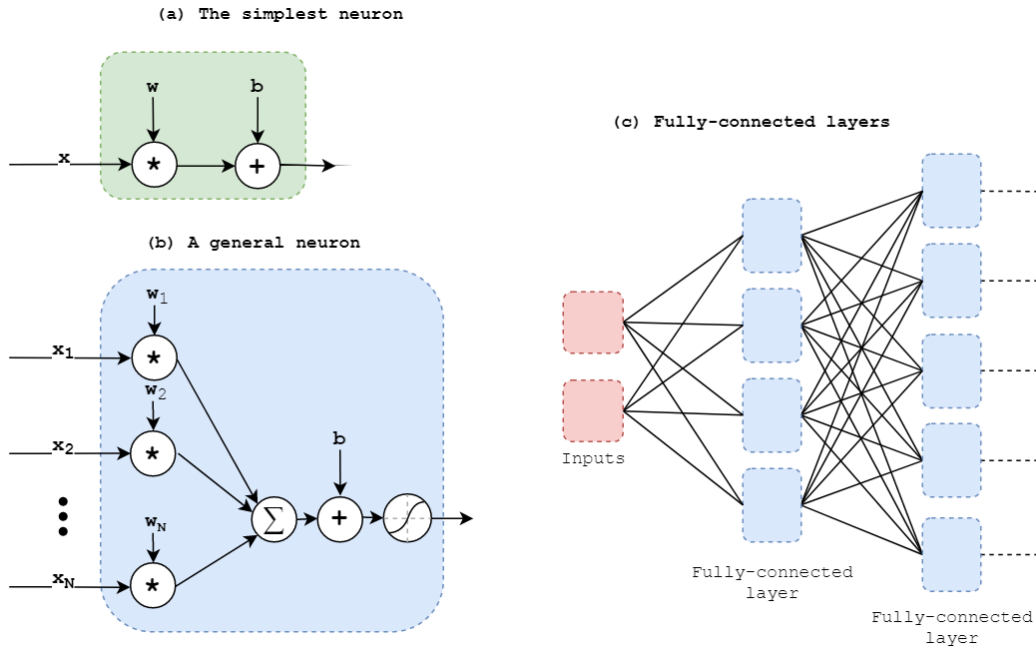 (a) The simplest neuron
w
b
x
*
+
(b) A general neuron
w1
x1
*
w2
x2
*
b
∑
+
wN
xN
*
(c) Fully-connected layers
Inputs
Fully-connected
layer
Fully-connected
layer